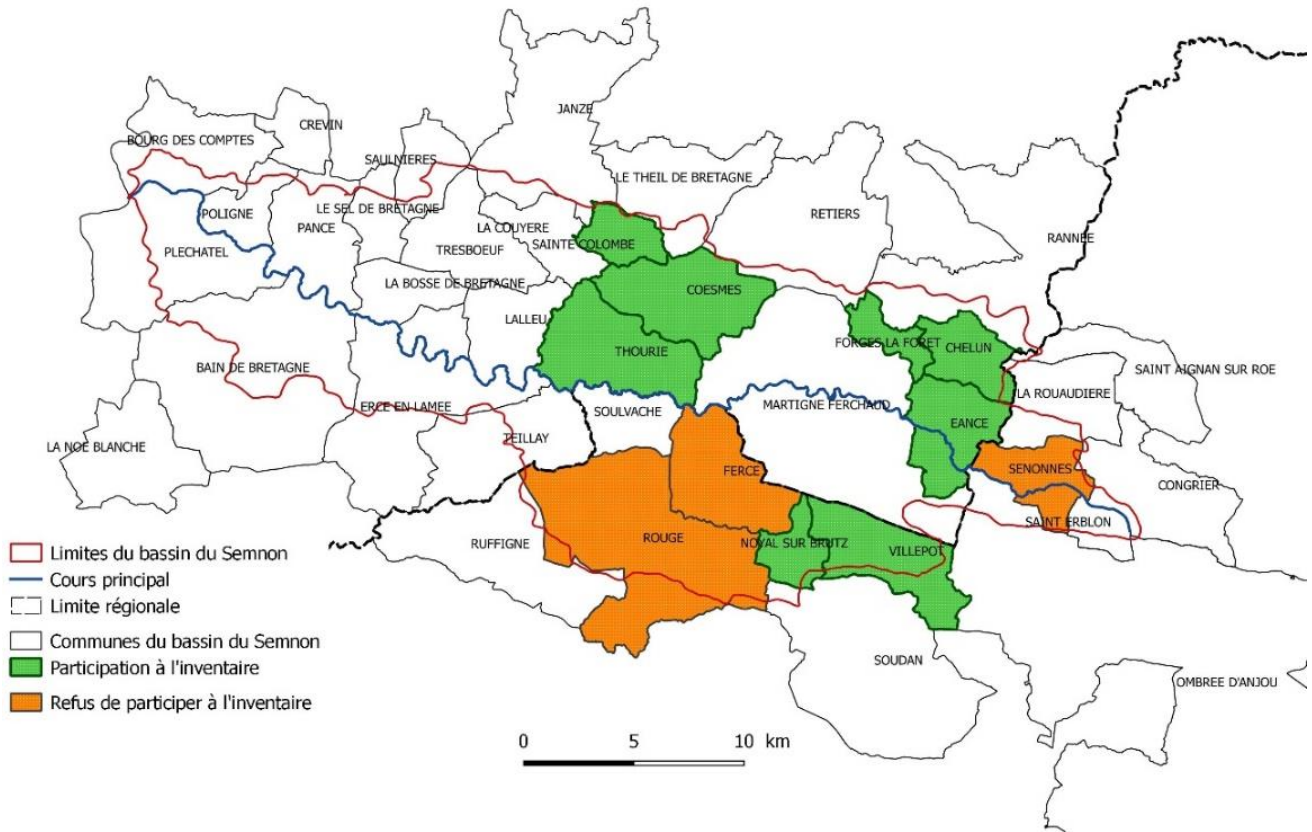 JANZE
CREVIN
BOURG DES COMPTES
SAULNIERES
LE THEIL DE BRETAGNE
LE SEL DE BRETAGNE
POLIGNE
RETIERS
PANCE
LA COUYERE
RANNÉE
SAINTE COLOMBE
TRESBOEUF
PLECHATEL
LA BOSSE DE BRETAGNE
COESMES
LALLEU
FORGES LA FORET
CHELUN
THOURIE
BAIN DE BRETAGNE
SAINT AIGNAN SUR ROE
LA ROUAUDIERE
MARTIGNE FERCHAUD
ERCE EN LAMEE
SOULVACHE
EANCE
TEILLAY
LA NOE BLANCHE
FERCE
SENONNES
CONGRIER
SAINT ERBLON
RUFFIGNE
ROUGE
NOYAL SUR BRUTZ
VILLEPOT
Limites du bassin du Semnon
Cours principal
Limite régionale
Communes du bassin du Semnon
Participation à l'inventaire
Refus de participer à l'inventaire
SOUDAN
OMBREE D'ANJOU
0 5 10 km